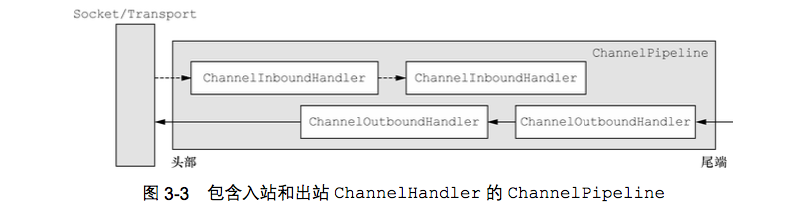 Socket/Transport
ChannelPipeline
ChannelInboundHandler
ChannelInboundHandler
ChannelOutboundHandler
ChannelOutboundHandler
头部
尾端
图 3-3 包含入站和出站 ChannelHandler 的 ChannelPipeline